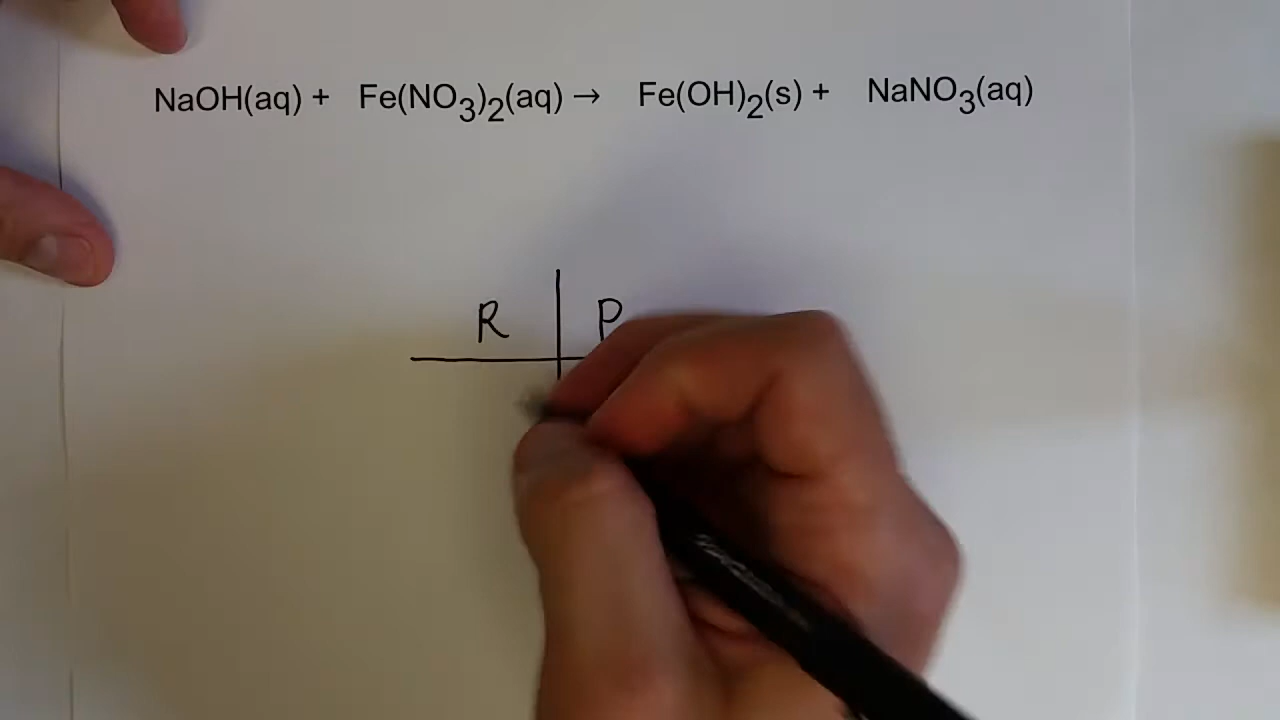 NaOH(aq) + Fe(NO₃)₂(aq) → Fe(OH)₂(s) + NaNO₃(aq)
R P